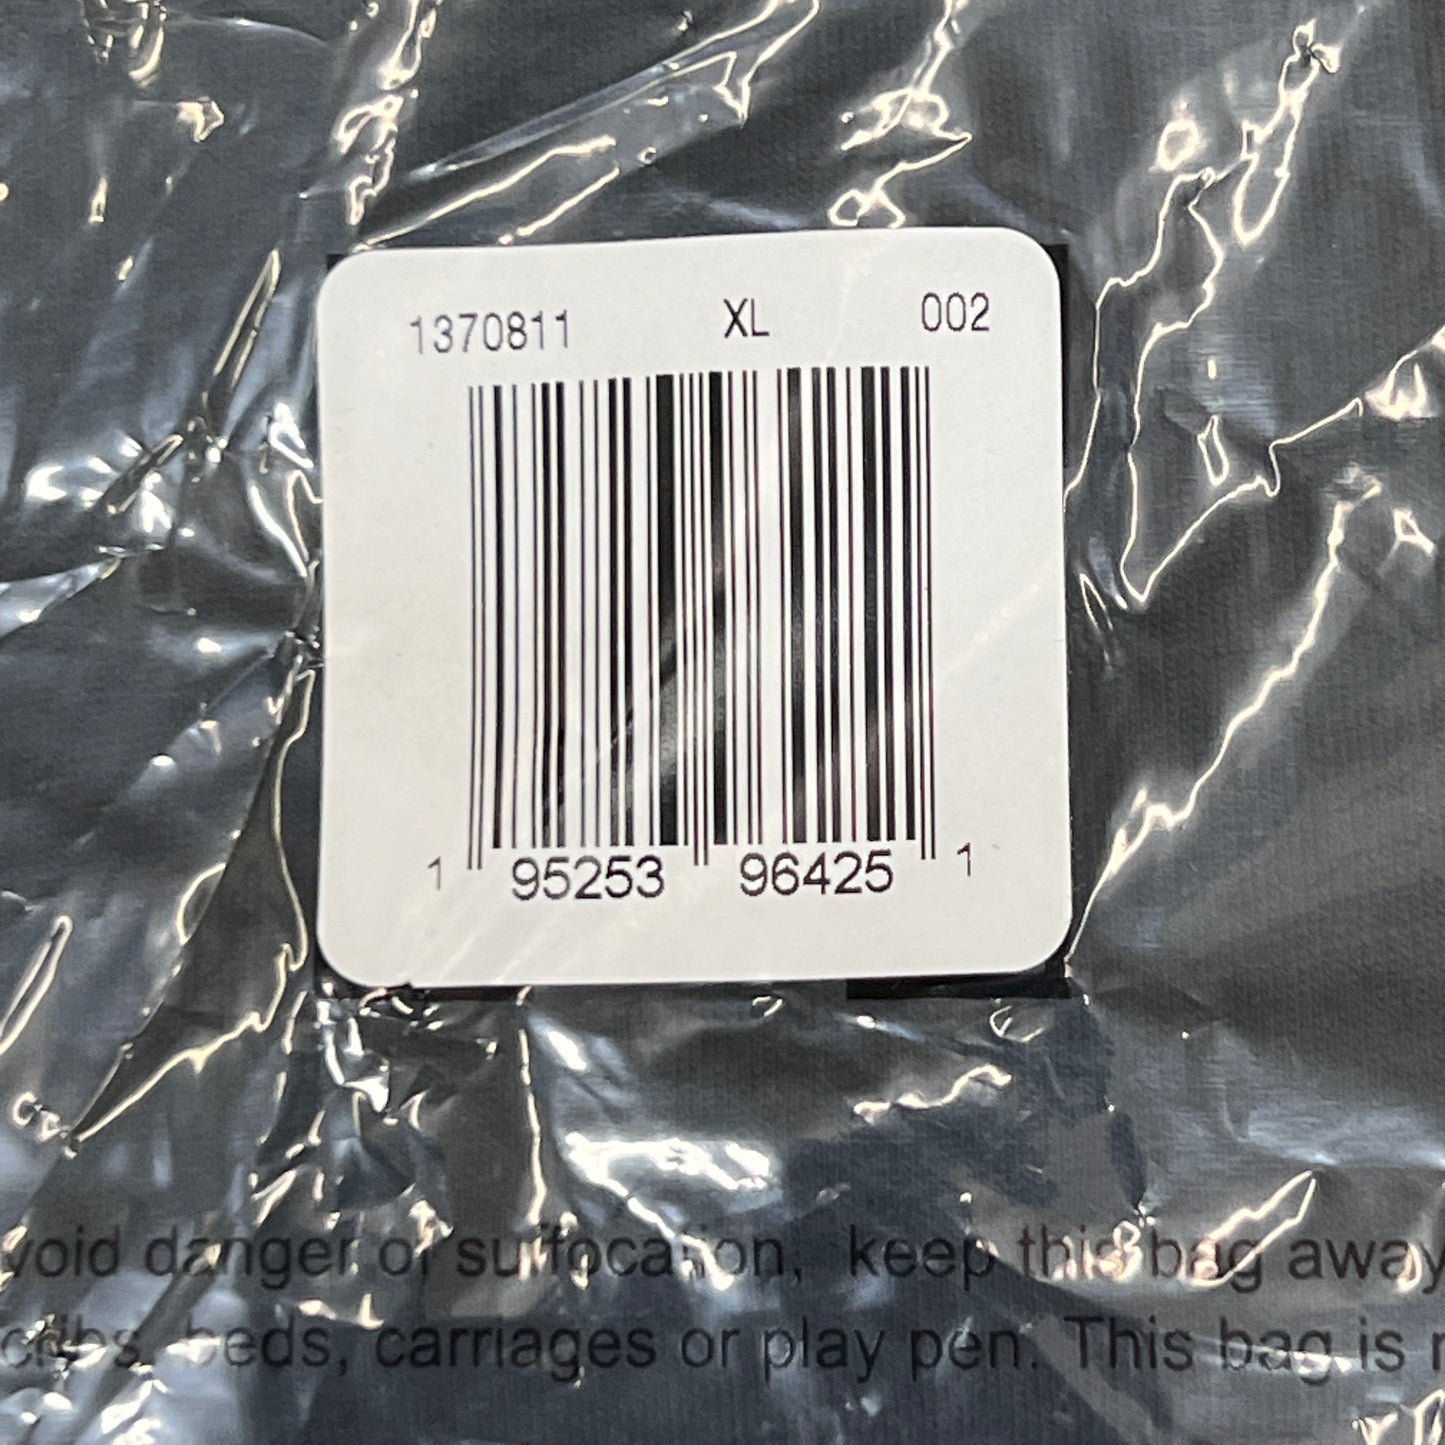 1370811 XL 002
1 95253 96425 1
void danger of suffocation, keep this bag away
cribs, beds, carriages or play pen. This bag is